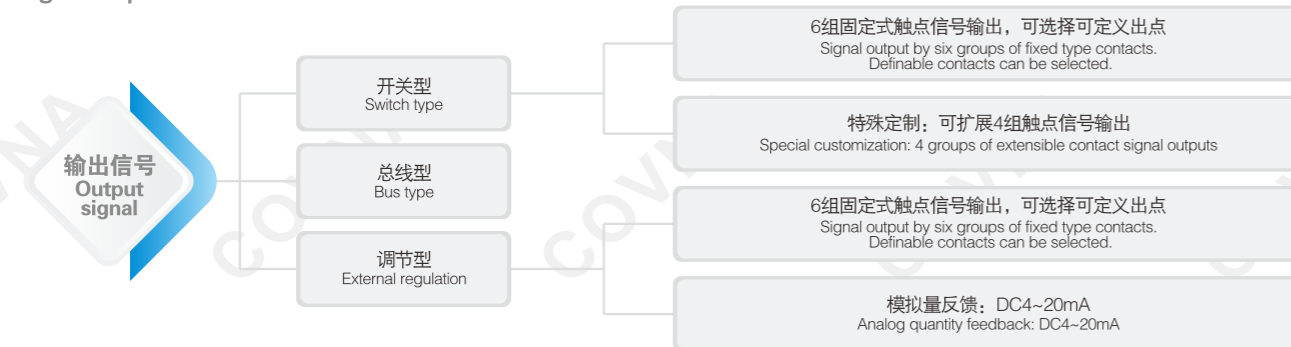 输出信号
Output
signal
开关型
Switch type
总线型
Bus type
调节型
External regulation
6组固定式触点信号输出，可选择可定义出点
Signal output by six groups of fixed type contacts.
Definable contacts can be selected.
特殊定制：可扩展4组触点信号输出
Special customization: 4 groups of extensible contact signal outputs
6组固定式触点信号输出，可选择可定义出点
Signal output by six groups of fixed type contacts.
Definable contacts can be selected.
模拟量反馈：DC4~20mA
Analog quantity feedback: DC4~20mA